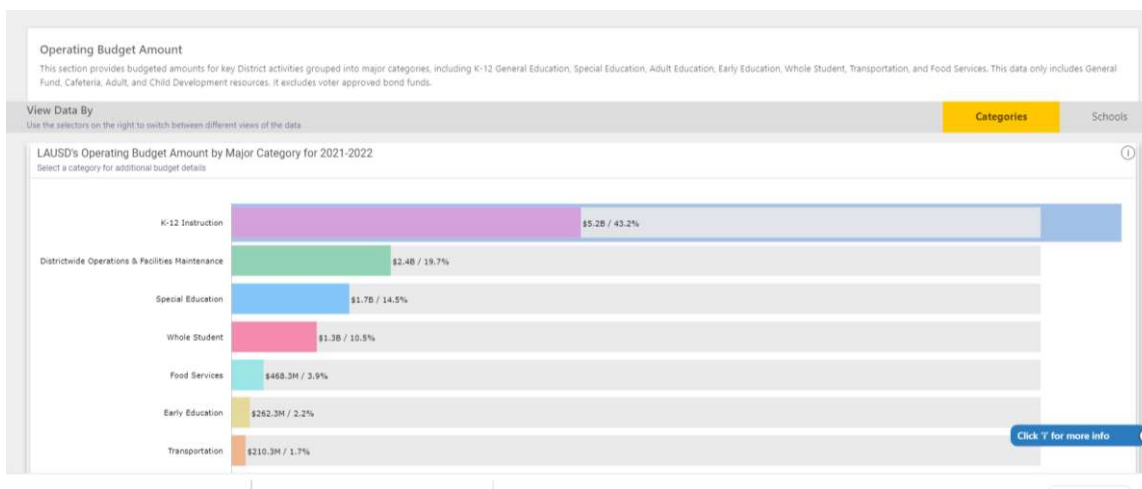 Operating Budget Amount
This section provides budgeted amounts for key District activities grouped into major categories, including K-12 General Education, Special Education, Adult Education, Early Education, Whole Student, Transportation, and Food Services. This data only includes General
Fund, Cafeteria, Adult, and Child Development resources. It excludes voter approved bond funds.
View Data By
Use the selectors on the right to switch between different views of the data
Categories
Schools
LAUSD's Operating Budget Amount by Major Category for 2021-2022
Select a category for additional budget details
K-12 Instruction
$5.2B / 43.2%
Districtwide Operations & Facilities Maintenance
$2.4B / 19.7%
Special Education
$1.7B / 14.5%
Whole Student
$1.3B / 10.5%
Food Services
$468.3M / 3.9%
Early Education
$262.3M / 2.2%
Transportation
$210.3M / 1.7%
Click 'i' for more info